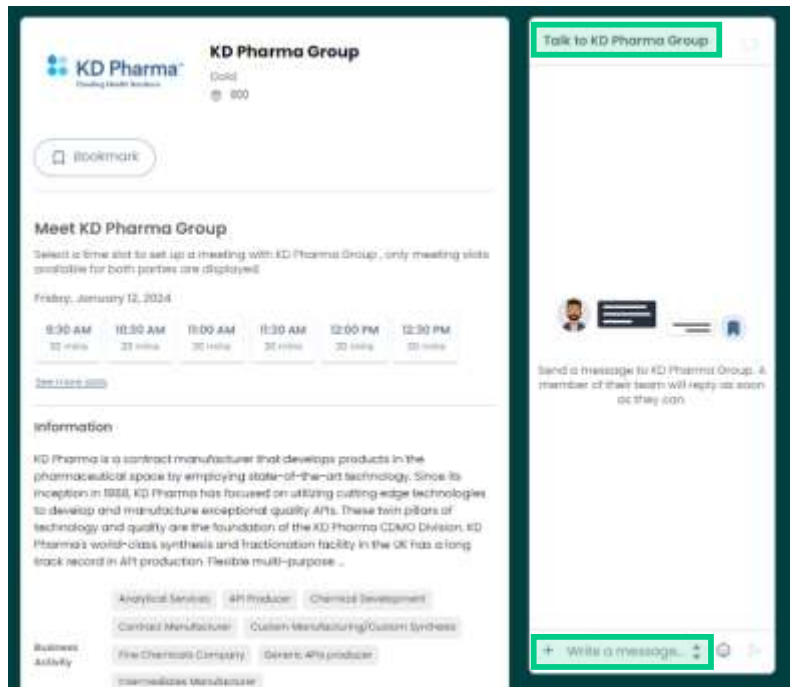 KD Pharma Group
KD Pharma
Gold
600
Bookmark
Meet KD Pharma Group
Select a time slot to set up a meeting with KD Pharma Group , only meeting slots
available for both parties are displayed
Friday, January 12, 2024
9:30 AM 10:30 AM 11:00 AM 11:30 AM 12:00 PM 12:30 PM
30 mins 30 mins 30 mins 30 mins 30 mins 30 mins
See more slots
Information
KD Pharma is a contract manufacturer that develops products in the
pharmaceutical space by employing state-of-the-art technology. Since its
inception in 1988, KD Pharma has focused on utilizing cutting edge technologies
to develop and manufacture exceptional quality APIs. These twin pillars of
technology and quality are the foundation of the KD Pharma CDMO Division. KD
Pharma's world-class synthesis and fractionation facility in the UK has a long
track record in API production. Flexible multi-purpose ...
Business
Activity
Analytical Services API Producer Chemical Development
Contract Manufacturer Custom Manufacturing/Custom Synthesis
Fine Chemicals Company Generic APIs producer
Intermediates Manufacturer
Talk to KD Pharma Group
Send a message to KD Pharma Group. A
member of their team will reply as soon
as they can.
Write a message...